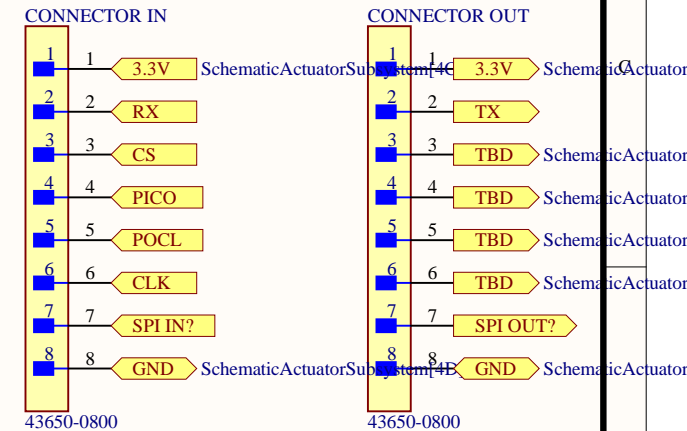 CONNECTOR IN
1 1 3.3V SchematicActuatorSubsystem[4C
2 2 RX
3 3 CS
4 4 PICO
5 5 POCL
6 6 CLK
7 7 SPI IN?
8 8 GND SchematicActuatorSubsystem[4D]
43650-0800
CONNECTOR OUT
1 1 3.3V SchematicActuator
2 2 TX
3 3 TBD SchematicActuator
4 4 TBD SchematicActuator
5 5 TBD SchematicActuator
6 6 TBD SchematicActuator
7 7 SPI OUT?
8 8 GND SchematicActuator
43650-0800
C